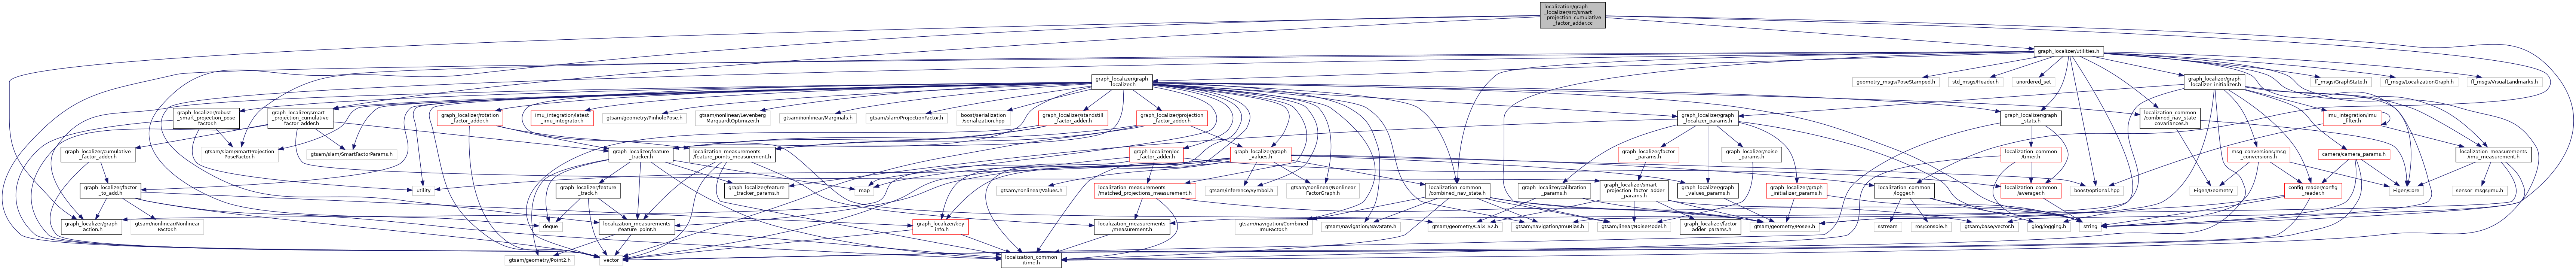 localization/graph
_localizer/src/smart
_projection_cumulative
_factor_adder.cc
graph_localizer/utilities.h
graph_localizer/graph
_localizer.h
geometry_msgs/PoseStamped.h
std_msgs/Header.h
unordered_set
graph_localizer/graph
_localizer_initializer.h
ff_msgs/GraphState.h
ff_msgs/LocalizationGraph.h
ff_msgs/VisualLandmarks.h
graph_localizer/robust
_smart_projection_pose
_factor.h
graph_localizer/smart
_projection_cumulative
_factor_adder.h
graph_localizer/rotation
_factor_adder.h
imu_integration/latest
_imu_integrator.h
gtsam/geometry/PinholePose.h
gtsam/nonlinear/Levenberg
MarquardtOptimizer.h
gtsam/nonlinear/Marginals.h
gtsam/slam/ProjectionFactor.h
boost/serialization
/serialization.hpp
graph_localizer/standstill
_factor_adder.h
graph_localizer/projection
_factor_adder.h
graph_localizer/graph
_localizer_params.h
graph_localizer/graph
_stats.h
localization_common
/combined_nav_state
_covariances.h
imu_integration/imu
_filter.h
graph_localizer/cumulative
_factor_adder.h
gtsam/slam/SmartProjection
PoseFactor.h
gtsam/slam/SmartFactorParams.h
graph_localizer/feature
_tracker.h
localization_measurements
/feature_points_measurement.h
graph_localizer/loc
_factor_adder.h
graph_localizer/graph
_values.h
graph_localizer/factor
_params.h
graph_localizer/noise
_params.h
localization_common
/timer.h
msg_conversions/msg
_conversions.h
camera/camera_params.h
localization_measurements
/imu_measurement.h
graph_localizer/factor
_to_add.h
utility
graph_localizer/feature
_track.h
graph_localizer/feature
_tracker_params.h
map
gtsam/nonlinear/Values.h
localization_measurements
/matched_projections_measurement.h
gtsam/inference/Symbol.h
gtsam/nonlinear/Nonlinear
FactorGraph.h
localization_common
/combined_nav_state.h
graph_localizer/calibration
_params.h
graph_localizer/smart
_projection_factor_adder
_params.h
graph_localizer/graph
_values_params.h
graph_localizer/graph
_initializer_params.h
localization_common
/logger.h
localization_common
/averager.h
boost/optional.hpp
Eigen/Geometry
config_reader/config
_reader.h
Eigen/Core
sensor_msgs/Imu.h
graph_localizer/graph
_action.h
gtsam/nonlinear/Nonlinear
Factor.h
deque
localization_measurements
/feature_point.h
graph_localizer/key
_info.h
localization_measurements
/measurement.h
gtsam/navigation/Combined
ImuFactor.h
gtsam/navigation/NavState.h
gtsam/geometry/Cal3_S2.h
gtsam/navigation/ImuBias.h
gtsam/linear/NoiseModel.h
graph_localizer/factor
_adder_params.h
gtsam/geometry/Pose3.h
sstream
ros/console.h
gtsam/base/Vector.h
glog/logging.h
string
gtsam/geometry/Point2.h
vector
localization_common
/time.h